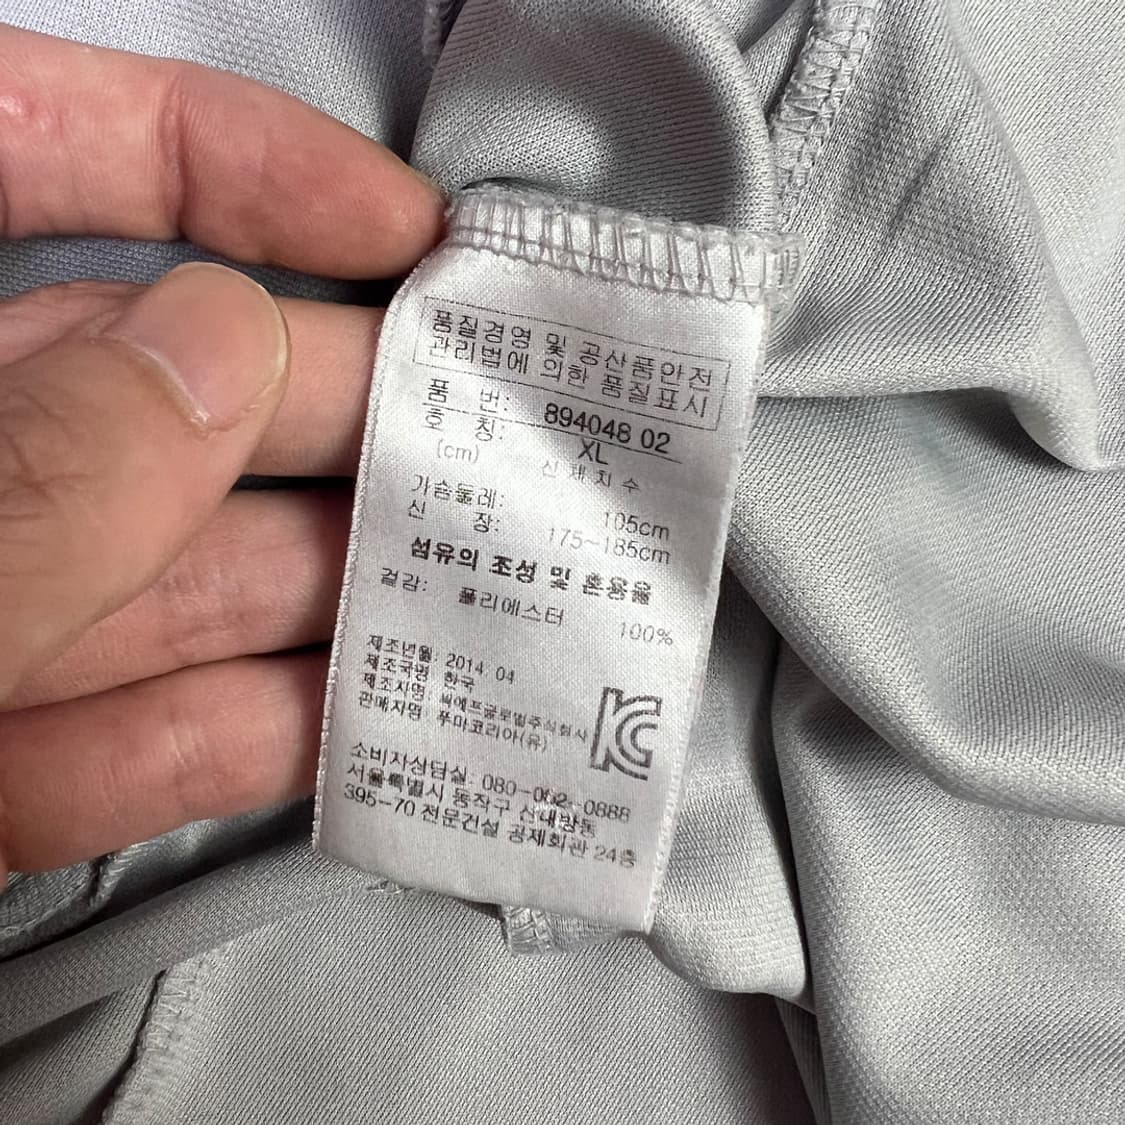 품질경영 및 공산품안전
관리법에 의한 품질표시
품 번: 894048 02
호 칭: XL
(cm) 신체치수
가슴둘레: 105cm
신 장: 175~185cm
섬유의 조성 및 혼용율
겉감: 폴리에스터 100%
제조년월: 2014. 04
제조국명: 한국
제조사명: 씨에프글로벌주식회사
판매자명: 푸마코리아(유)
소비자상담실: 080-062-0888
서울특별시 동작구 신대방동
395-70 전문건설 공제회관 24층